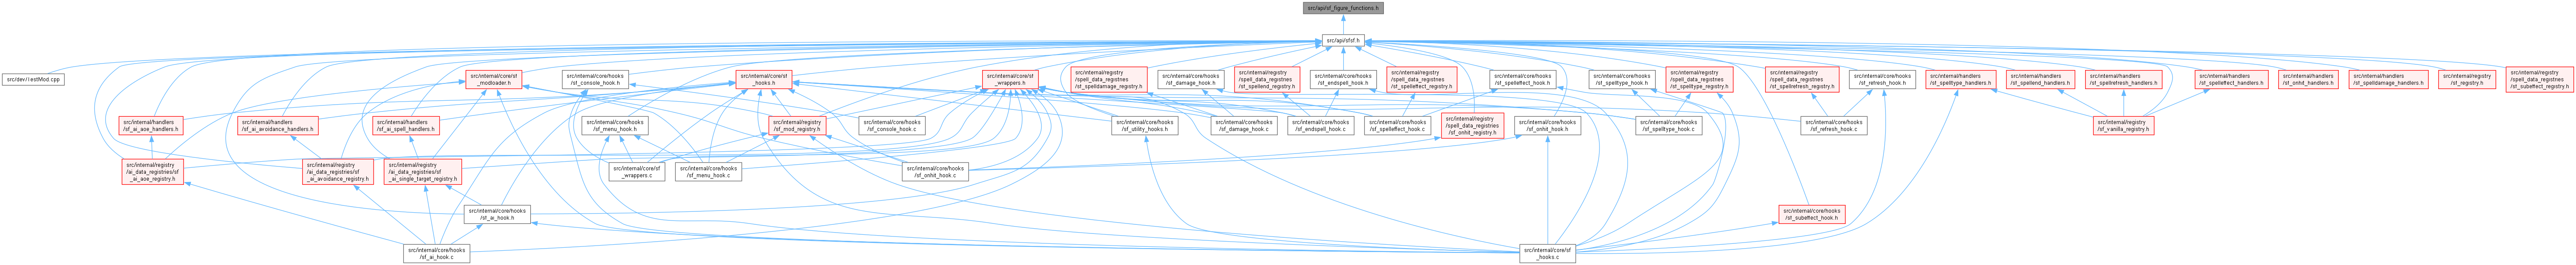 src/api/sf_figure_functions.h
src/api/sfsf.h
src/dev/TestMod.cpp
src/internal/core/sf
_modloader.h
src/internal/core/hooks
/sf_console_hook.h
src/internal/core/sf
_hooks.h
src/internal/core/sf
_wrappers.h
src/internal/registry
/spell_data_registries
/sf_spelldamage_registry.h
src/internal/core/hooks
/sf_damage_hook.h
src/internal/registry
/spell_data_registries
/sf_spellend_registry.h
src/internal/core/hooks
/sf_endspell_hook.h
src/internal/registry
/spell_data_registries
/sf_spelleffect_registry.h
src/internal/core/hooks
/sf_spelleffect_hook.h
src/internal/core/hooks
/sf_spelltype_hook.h
src/internal/registry
/spell_data_registries
/sf_spelltype_registry.h
src/internal/registry
/spell_data_registries
/sf_spellrefresh_registry.h
src/internal/core/hooks
/sf_refresh_hook.h
src/internal/handlers
/sf_spelltype_handlers.h
src/internal/handlers
/sf_spellend_handlers.h
src/internal/handlers
/sf_spellrefresh_handlers.h
src/internal/handlers
/sf_spelleffect_handlers.h
src/internal/handlers
/sf_onhit_handlers.h
src/internal/handlers
/sf_spelldamage_handlers.h
src/internal/registry
/sf_registry.h
src/internal/registry
/spell_data_registries
/sf_subeffect_registry.h
src/internal/handlers
/sf_ai_aoe_handlers.h
src/internal/handlers
/sf_ai_avoidance_handlers.h
src/internal/handlers
/sf_ai_spell_handlers.h
src/internal/core/hooks
/sf_menu_hook.h
src/internal/registry
/sf_mod_registry.h
src/internal/core/hooks
/sf_console_hook.c
src/internal/core/hooks
/sf_utility_hooks.h
src/internal/core/hooks
/sf_damage_hook.c
src/internal/core/hooks
/sf_endspell_hook.c
src/internal/core/hooks
/sf_spelleffect_hook.c
src/internal/registry
/spell_data_registries
/sf_onhit_registry.h
src/internal/core/hooks
/sf_onhit_hook.h
src/internal/core/hooks
/sf_spelltype_hook.c
src/internal/core/hooks
/sf_refresh_hook.c
src/internal/registry
/sf_vanilla_registry.h
src/internal/registry
/ai_data_registries/sf
_ai_aoe_registry.h
src/internal/registry
/ai_data_registries/sf
_ai_avoidance_registry.h
src/internal/registry
/ai_data_registries/sf
_ai_single_target_registry.h
src/internal/core/sf
_wrappers.c
src/internal/core/hooks
/sf_menu_hook.c
src/internal/core/hooks
/sf_onhit_hook.c
src/internal/core/hooks
/sf_ai_hook.h
src/internal/core/hooks
/sf_subeffect_hook.h
src/internal/core/hooks
/sf_ai_hook.c
src/internal/core/sf
_hooks.c